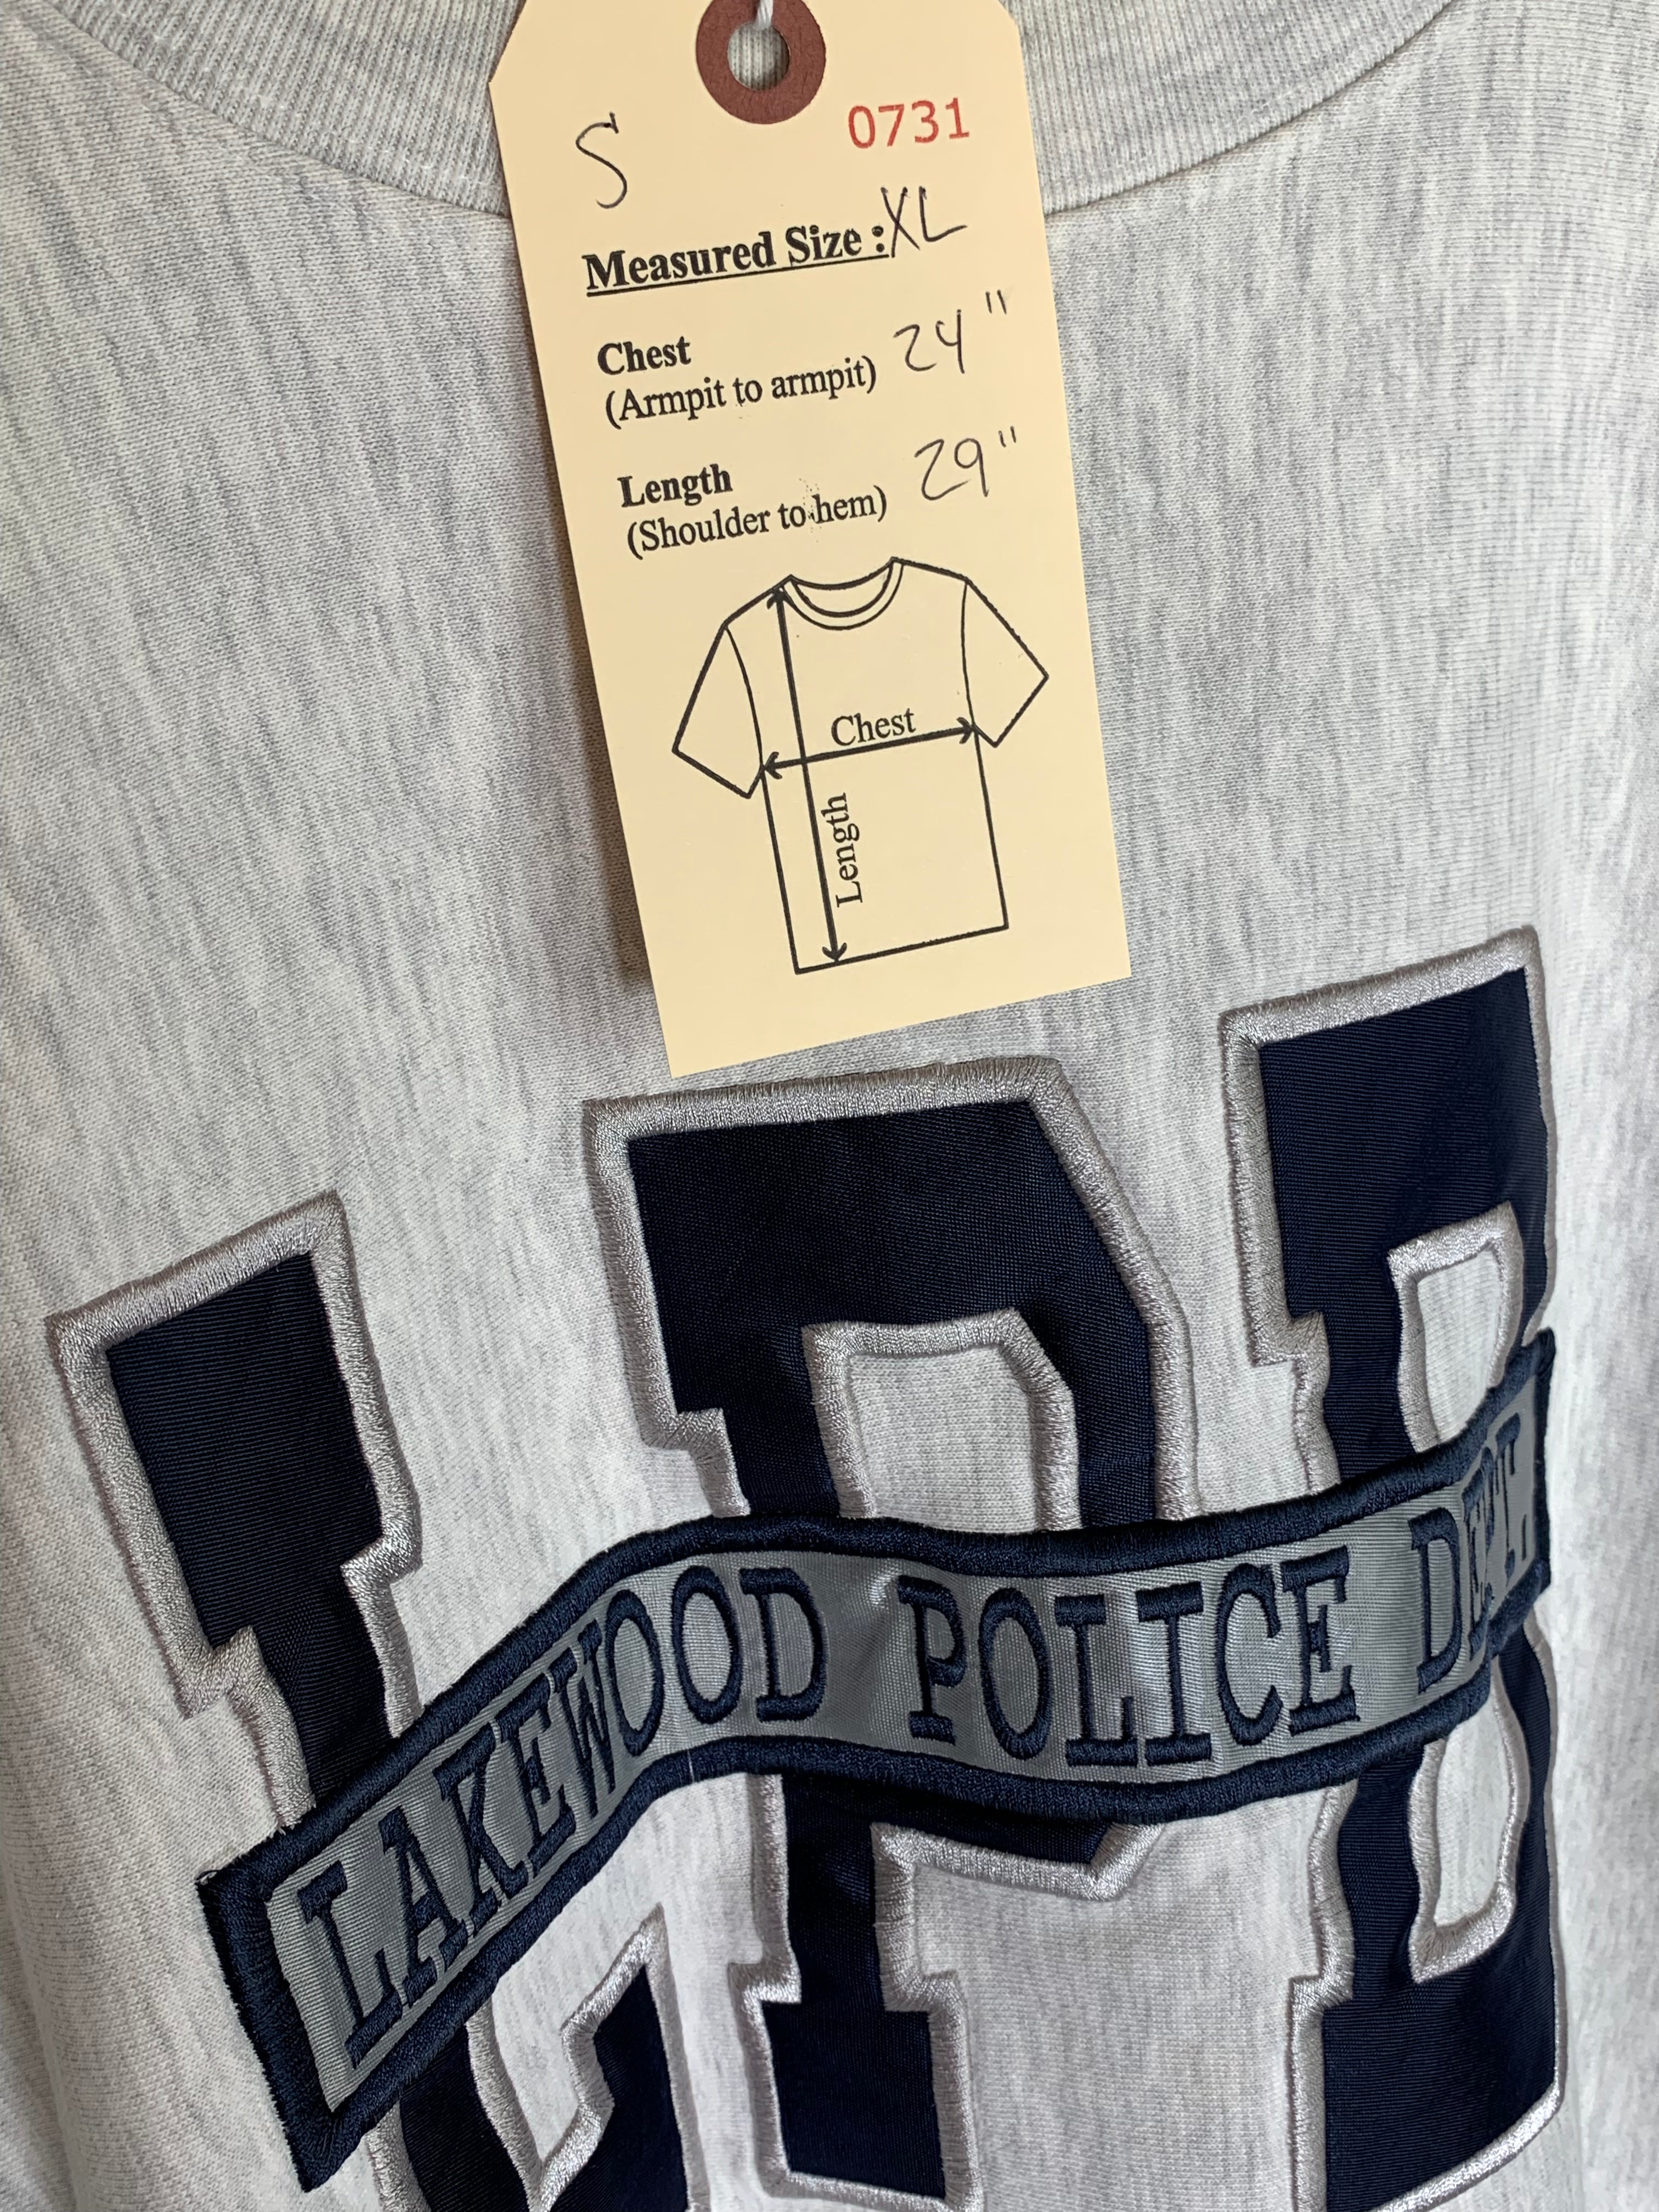 S
0731
Measured Size : XL
Chest
(Armpit to armpit) 24"
Length
(Shoulder to hem) 29"
Chest
Length
LPD
LAKEWOOD POLICE DEPT.